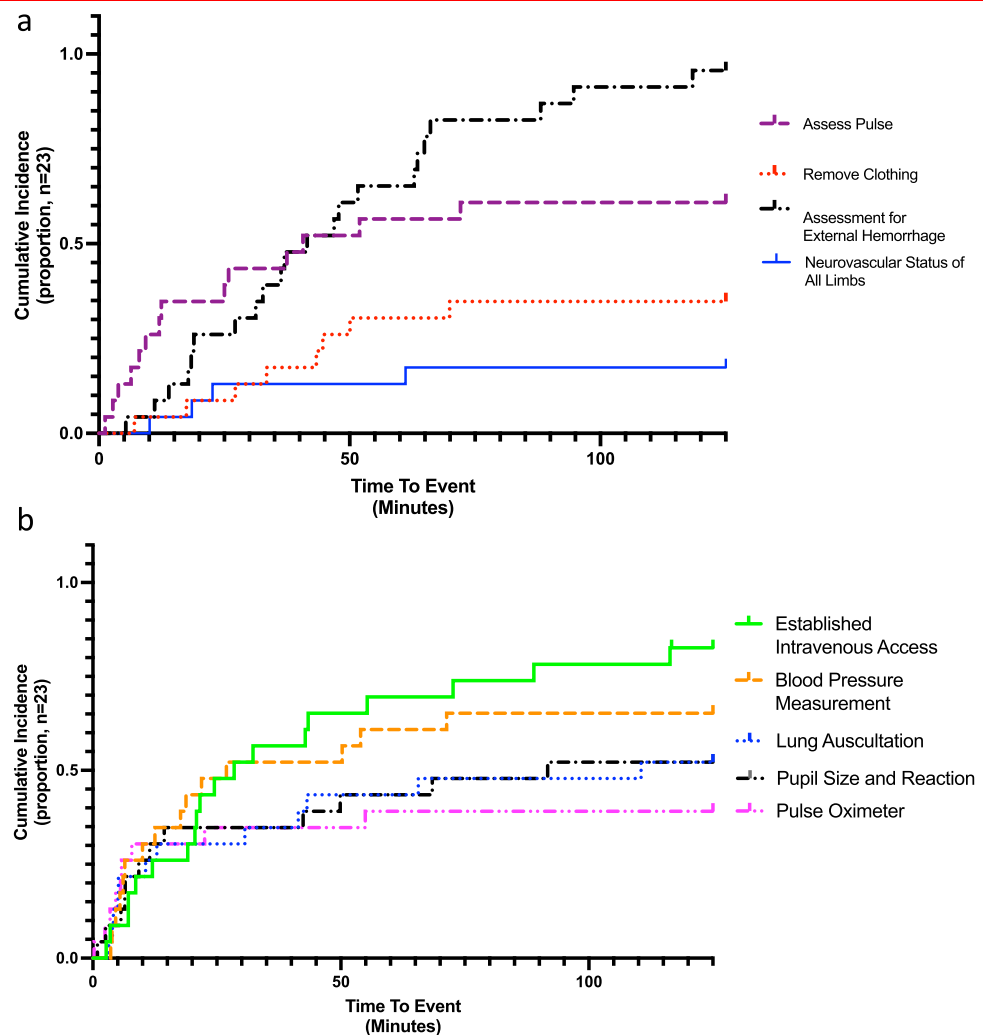 a
1.0
0.5
0.0
0
50
100
Cumulative Incidence
(proportion, n=23)
Time To Event
(Minutes)
Assess Pulse
Remove Clothing
Assessment for
External Hemorrhage
Neurovascular Status of
All Limbs
b
1.0
0.5
0.0
0
50
100
Cumulative Incidence
(proportion, n=23)
Time To Event
(Minutes)
Established
Intravenous Access
Blood Pressure
Measurement
Lung Auscultation
Pupil Size and Reaction
Pulse Oximeter